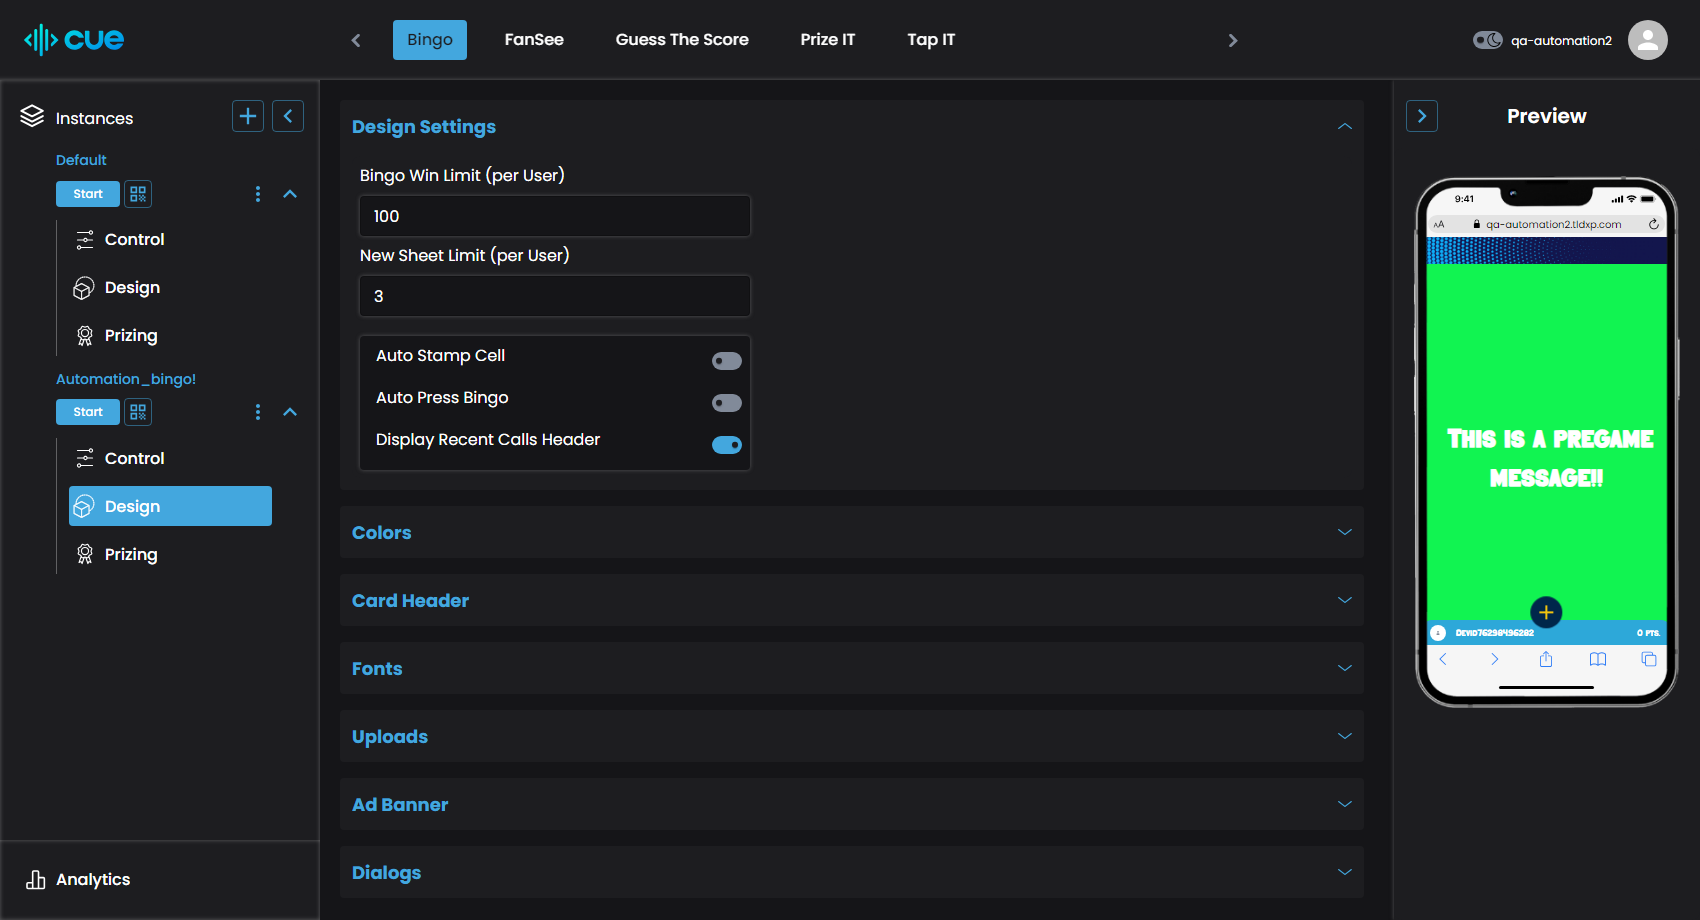 cue
Bingo
FanSee
Guess The Score
Prize IT
Tap IT
qa-automation2
Instances
Default
Start
Control
Design
Prizing
Automation_bingo!
Start
Control
Design
Prizing
Analytics
Design Settings
Bingo Win Limit (per User)
100
New Sheet Limit (per User)
3
Auto Stamp Cell
Auto Press Bingo
Display Recent Calls Header
Colors
Card Header
Fonts
Uploads
Ad Banner
Dialogs
Preview
9:41
AA qa-automation2.tldxp.com
THIS IS A PREGAME
MESSAGE!!
DEVID76298496282 0 PTS.